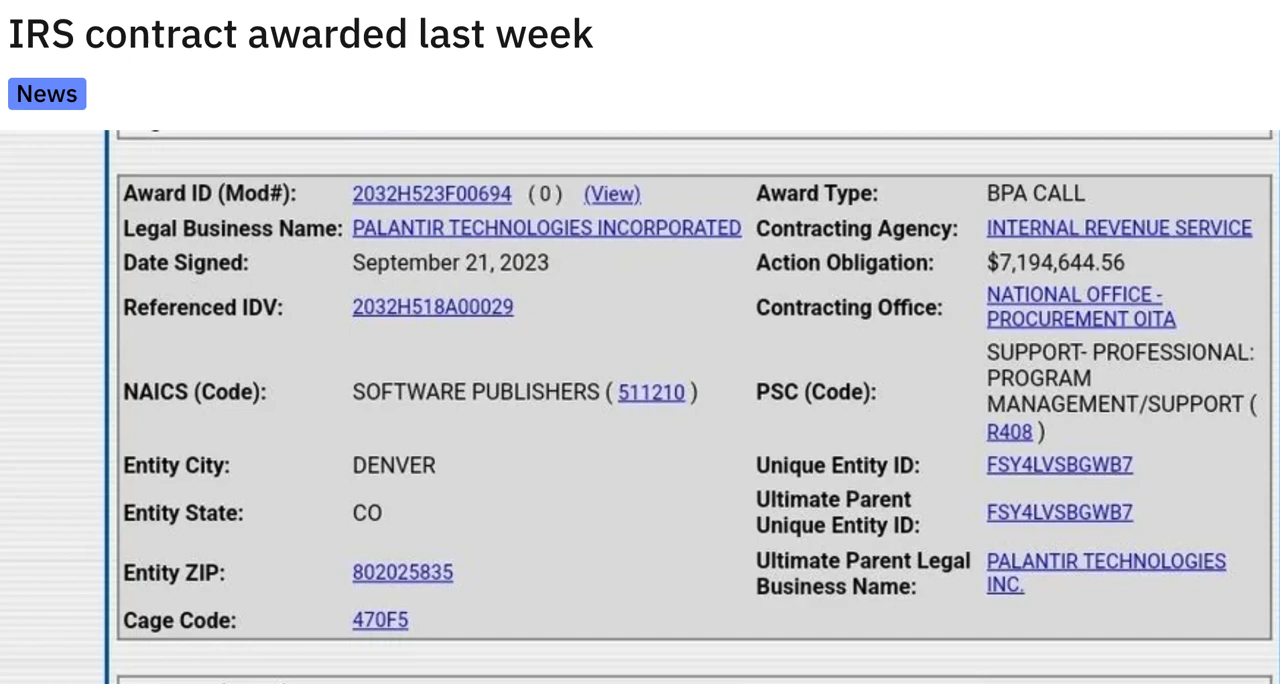 IRS contract awarded last week
News
Award ID (Mod#): 2032H523F00694 ( 0 ) (View) Award Type: BPA CALL
Legal Business Name: PALANTIR TECHNOLOGIES INCORPORATED Contracting Agency: INTERNAL REVENUE SERVICE
Date Signed: September 21, 2023 Action Obligation: $7,194,644.56
Referenced IDV: 2032H518A00029 Contracting Office: NATIONAL OFFICE -
PROCUREMENT OITA
NAICS (Code): SOFTWARE PUBLISHERS ( 511210 ) PSC (Code): SUPPORT- PROFESSIONAL:
PROGRAM
MANAGEMENT/SUPPORT (
R408 )
Entity City: DENVER Unique Entity ID: FSY4LVSBGWB7
Entity State: CO Ultimate Parent
Unique Entity ID: FSY4LVSBGWB7
Entity ZIP: 802025835 Ultimate Parent Legal
Business Name: PALANTIR TECHNOLOGIES
INC.
Cage Code: 470F5